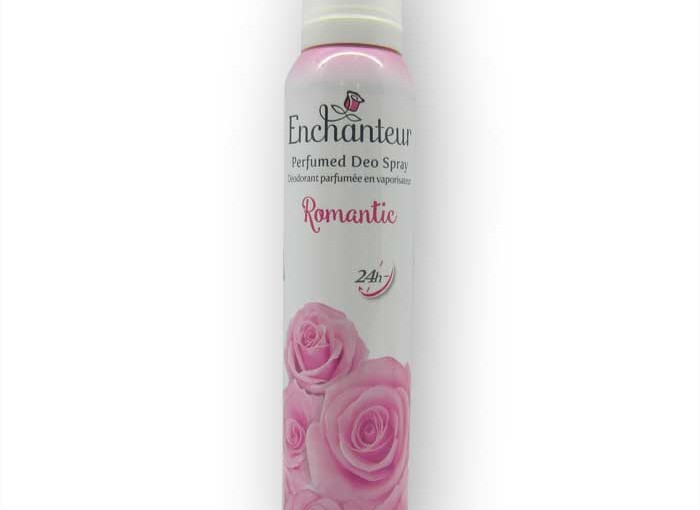 Enchanteur
Perfumed Deo Spray
Déodorant parfumée en vaporisateur
Romantic
24h